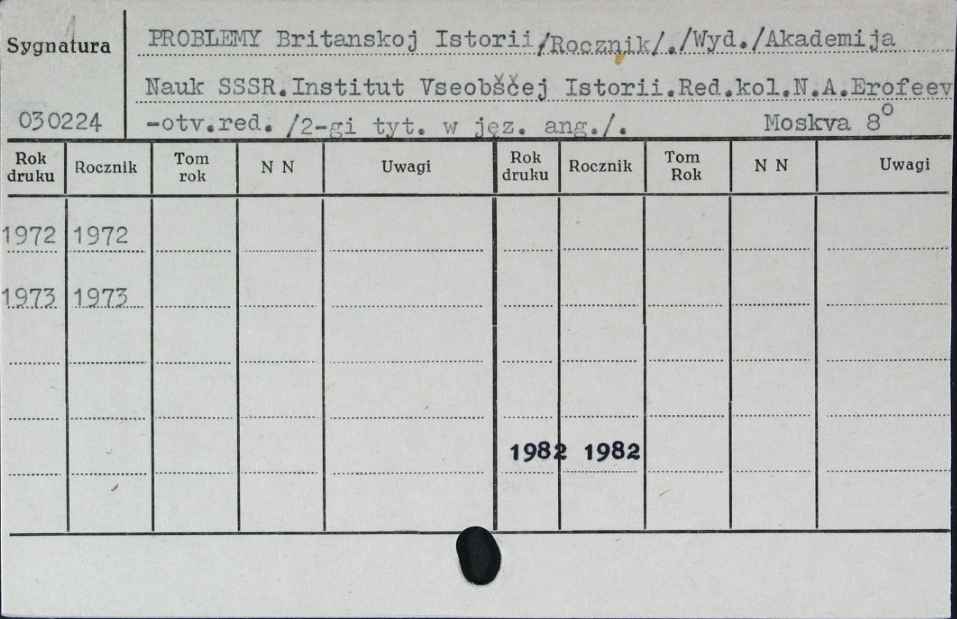 Sygnatura
PROBLEMY Britanskoj Istorii/Rocznik/./Wyd./Akademija
Nauk SSSR.Institut Vseobščej Istorii.Red.kol.N.A.Erofeev
030224
-otv.red. /2-gi tyt. w jęz. ang./. Moskva 8°
Rok druku Rocznik Tom rok N N Uwagi Rok druku Rocznik Tom Rok N N Uwagi
1972 1972
1973 1973
1982 1982